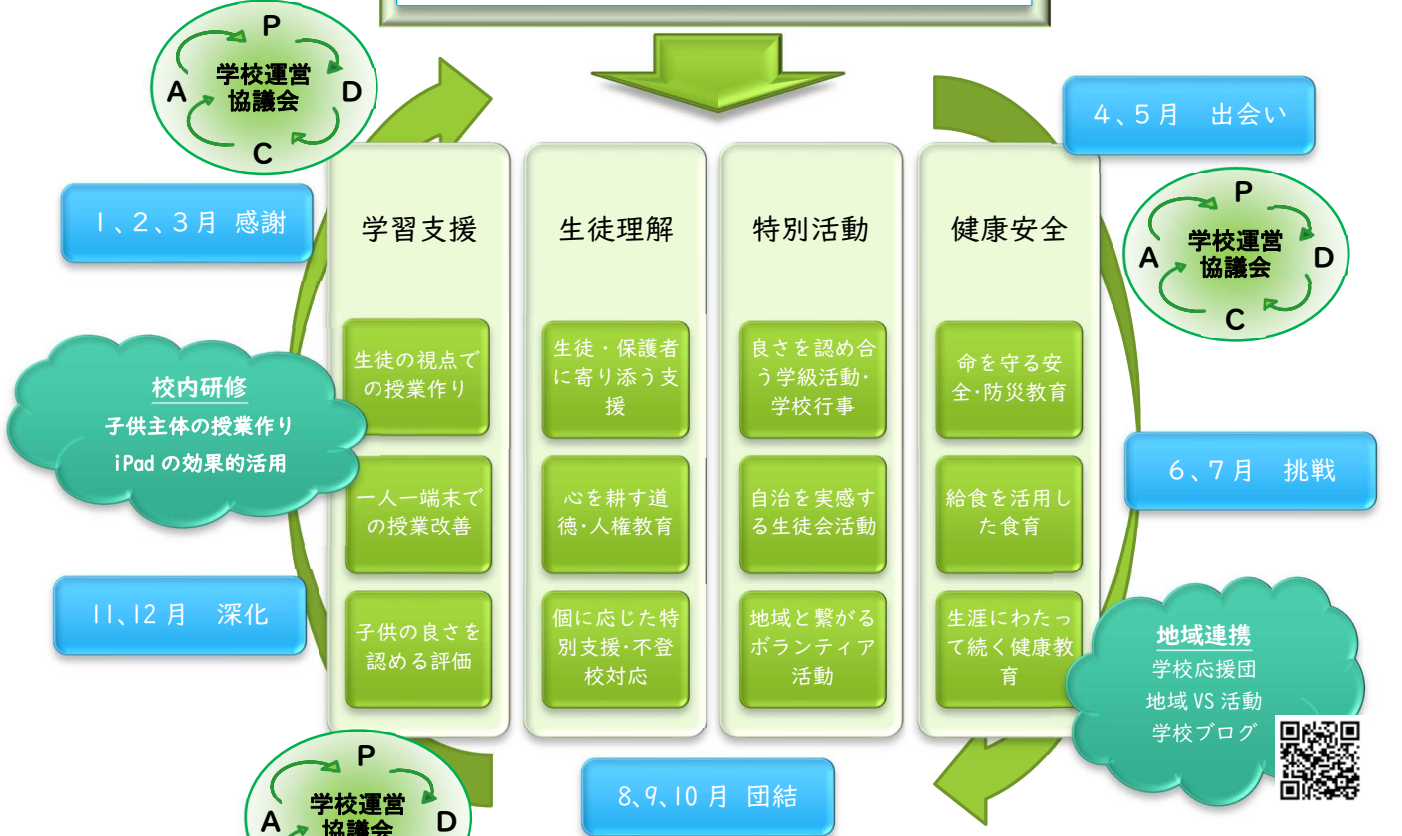 P
学校運営
協議会
A
D
C
4、5月　出会い
1、2、3月 感謝
P
学校運営
協議会
A
D
C
学習支援
生徒の視点で
の授業作り
一人一端末で
の授業改善
子供の良さを
認める評価
生徒理解
生徒・保護者
に寄り添う支
援
心を耕す道
徳・人権教育
個に応じた特
別支援・不登
校対応
特別活動
良さを認め合
う学級活動・
学校行事
自治を実感す
る生徒会活動
地域と繋がる
ボランティア
活動
健康安全
命を守る安
全・防災教育
給食を活用し
た食育
生涯にわたっ
て続く健康教
育
校内研修
子供主体の授業作り
iPad の効果的活用
6、7月　挑戦
11、12月　深化
地域連携
学校応援団
地域 VS 活動
学校ブログ
8、9、10月 団結
P
学校運営
協議会
A
D